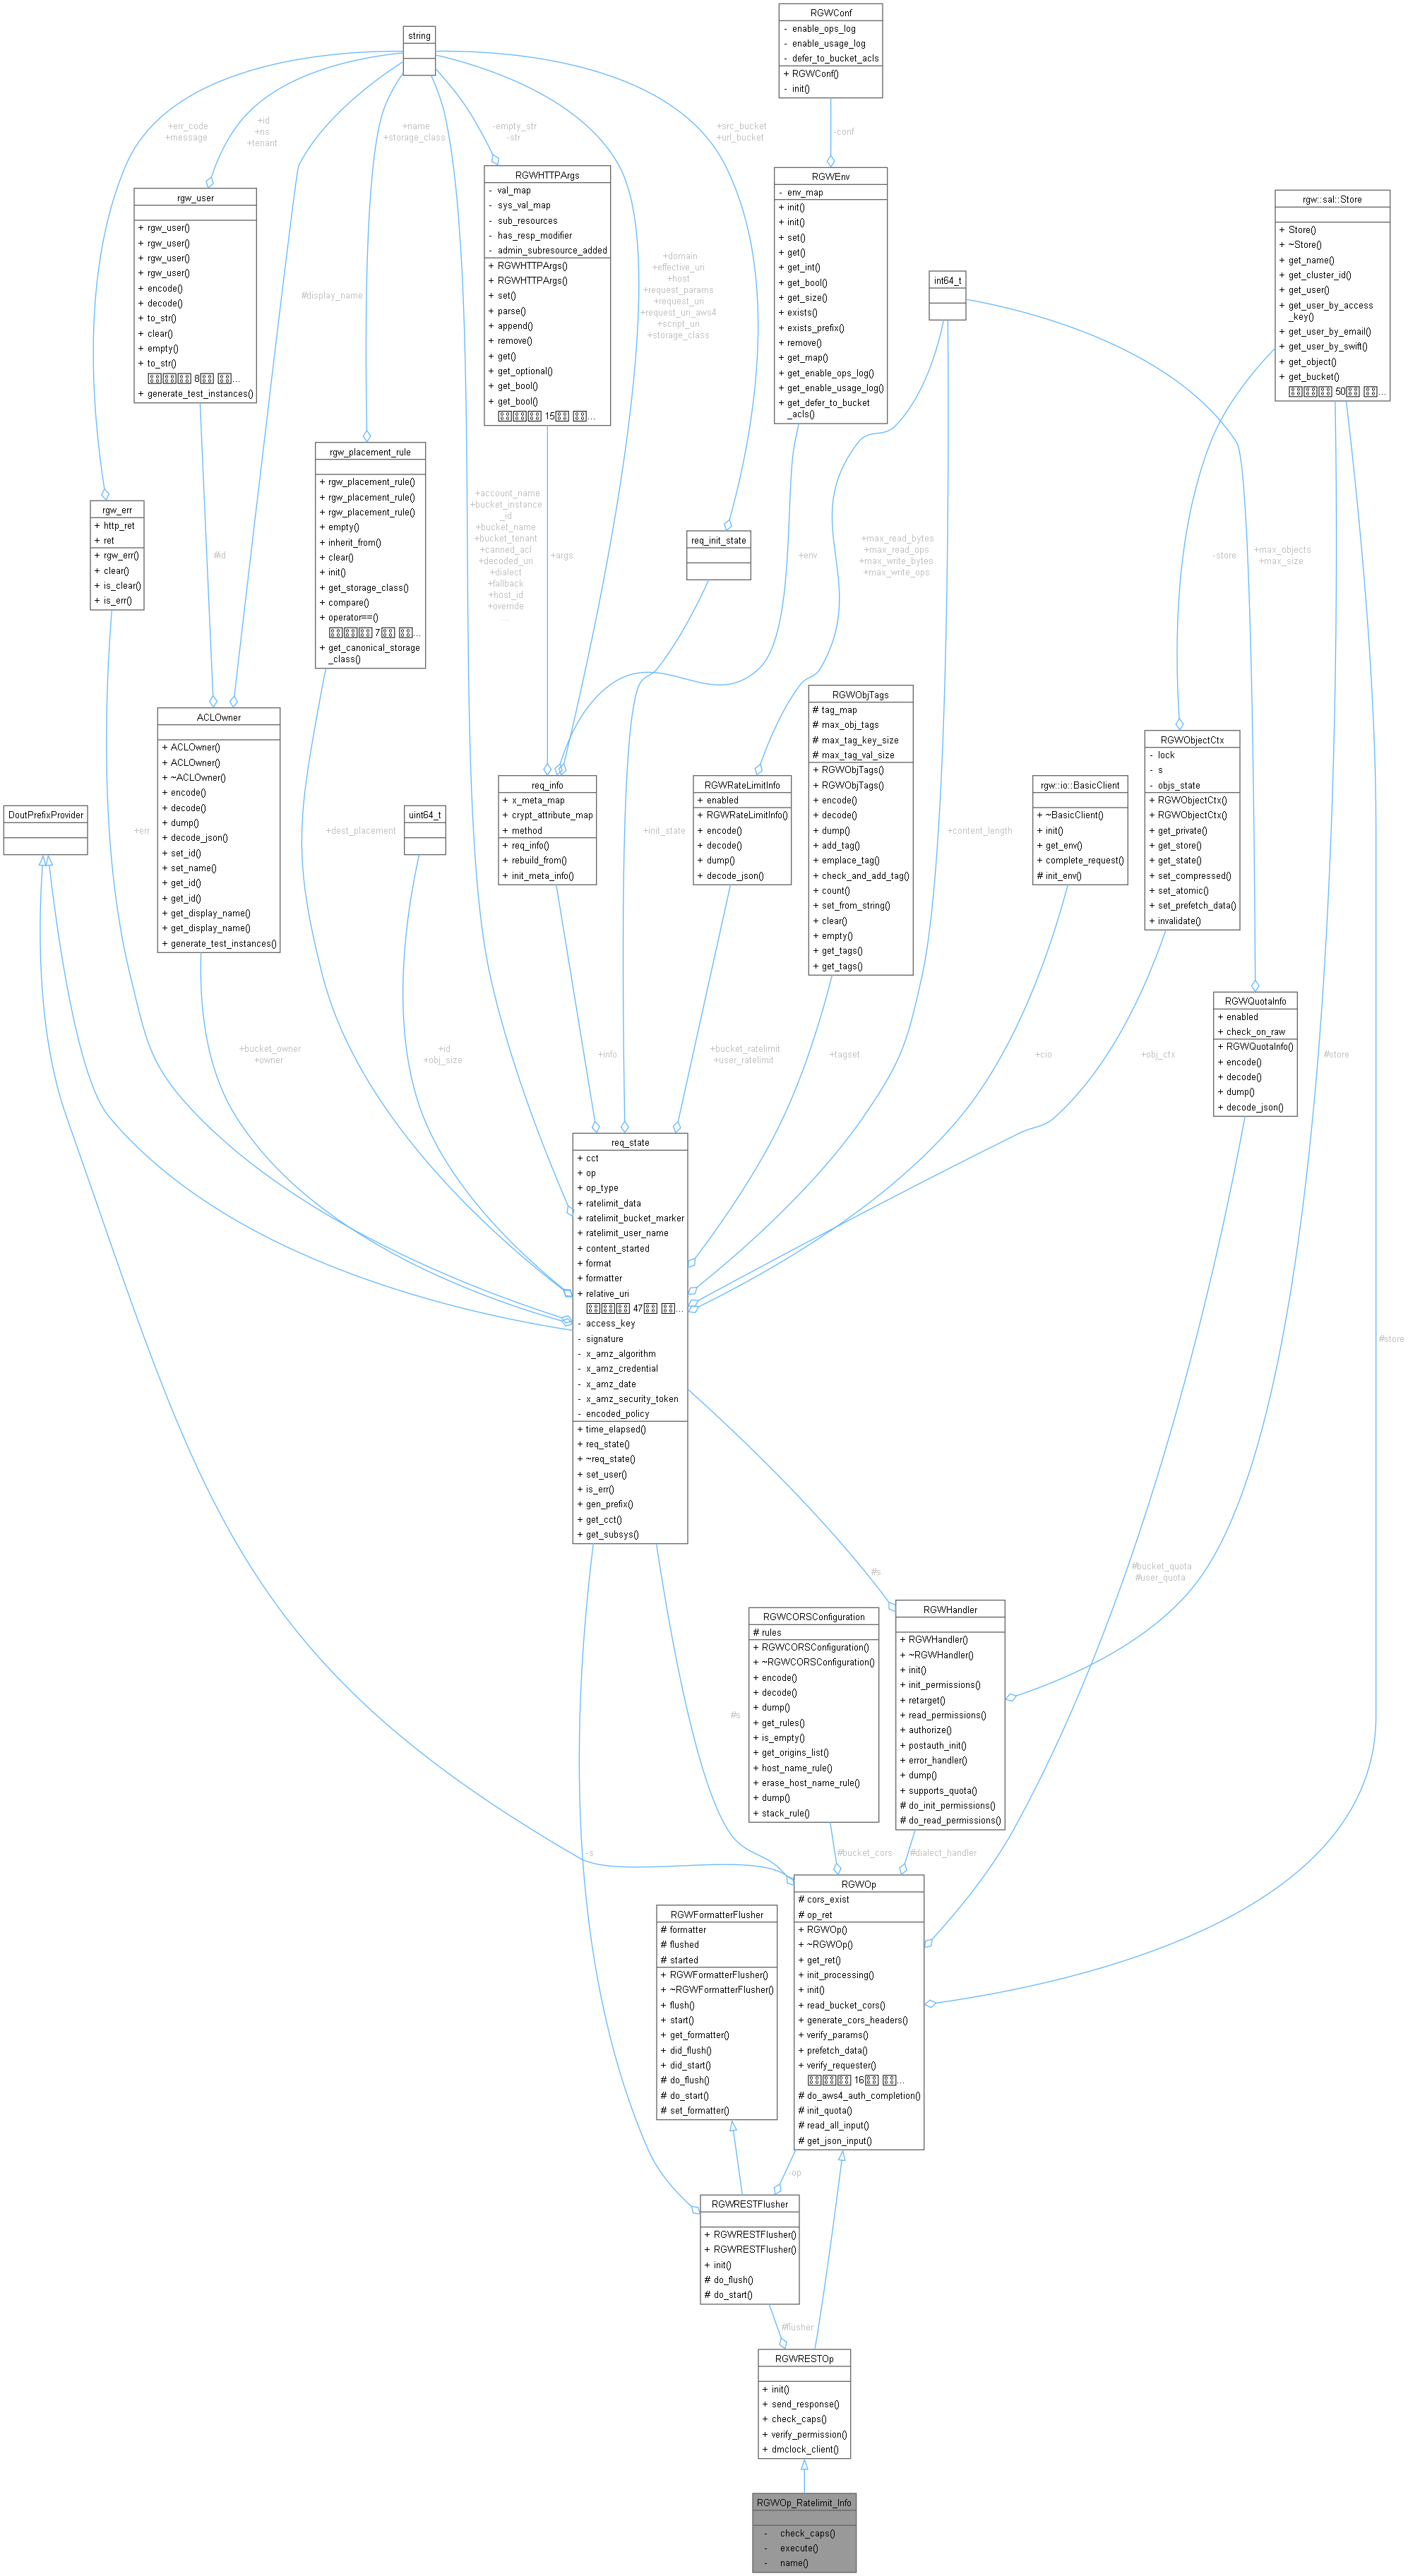 RGWConf
- enable_ops_log
- enable_usage_log
- defer_to_bucket_acls
+ RGWConf()
- init()
string
+err_code
+message
+id
+ns
+tenant
+name
+storage_class
-empty_str
-str
+src_bucket
+url_bucket
-conf
RGWHTTPArgs
- val_map
- sys_val_map
- sub_resources
- has_resp_modifier
- admin_subresource_added
+ RGWHTTPArgs()
+ RGWHTTPArgs()
+ set()
+ parse()
+ append()
+ remove()
+ get()
+ get_optional()
+ get_bool()
+ get_bool()
15
...
RGWEnv
- env_map
+ init()
+ init()
+ set()
+ get()
+ get_int()
+ get_bool()
+ get_size()
+ exists()
+ exists_prefix()
+ remove()
+ get_map()
+ get_enable_ops_log()
+ get_enable_usage_log()
+ get_defer_to_bucket
_acls()
rgw_user
+ rgw_user()
+ rgw_user()
+ rgw_user()
+ rgw_user()
+ encode()
+ decode()
+ to_str()
+ clear()
+ empty()
+ to_str()
8
...
+ generate_test_instances()
rgw::sal::Store
+ Store()
+ ~Store()
+ get_name()
+ get_cluster_id()
+ get_user()
+ get_user_by_access
_key()
+ get_user_by_email()
+ get_user_by_swift()
+ get_object()
+ get_bucket()
50
...
int64_t
+domain
+effective_uri
+host
+request_params
+request_uri
+request_uri_aws4
+script_uri
+storage_class
#display_name
rgw_placement_rule
+ rgw_placement_rule()
+ rgw_placement_rule()
+ rgw_placement_rule()
+ empty()
+ inherit_from()
+ clear()
+ init()
+ get_storage_class()
+ compare()
+ operator==()
7
...
+ get_canonical_storage
_class()
rgw_err
+ http_ret
+ ret
+ rgw_err()
+ clear()
+ is_clear()
+ is_err()
#id
+account_name
+bucket_instance
_id
+bucket_name
+bucket_tenant
+canned_acl
+decoded_uri
+dialect
+fallback
+host_id
+override
...
+args
req_init_state
+env
+max_read_bytes
+max_read_ops
+max_write_bytes
+max_write_ops
-store
+max_objects
+max_size
ACLOwner
+ ACLOwner()
+ ACLOwner()
+ ~ACLOwner()
+ encode()
+ decode()
+ dump()
+ decode_json()
+ set_id()
+ set_name()
+ get_id()
+ get_id()
+ get_display_name()
+ get_display_name()
+ generate_test_instances()
RGWObjTags
# tag_map
# max_obj_tags
# max_tag_key_size
# max_tag_val_size
+ RGWObjTags()
+ RGWObjTags()
+ encode()
+ decode()
+ dump()
+ add_tag()
+ emplace_tag()
+ check_and_add_tag()
+ count()
+ set_from_string()
+ clear()
+ empty()
+ get_tags()
+ get_tags()
RGWObjectCtx
- lock
- s
- objs_state
+ RGWObjectCtx()
+ RGWObjectCtx()
+ get_private()
+ get_store()
+ get_state()
+ set_compressed()
+ set_atomic()
+ set_prefetch_data()
+ invalidate()
req_info
+ x_meta_map
+ crypt_attribute_map
+ method
+ req_info()
+ rebuild_from()
+ init_meta_info()
RGWRateLimitInfo
+ enabled
+ RGWRateLimitInfo()
+ encode()
+ decode()
+ dump()
+ decode_json()
rgw::io::BasicClient
+ ~BasicClient()
+ init()
+ get_env()
+ complete_request()
# init_env()
DoutPrefixProvider
uint64_t
+err
+dest_placement
+init_state
+content_length
RGWQuotaInfo
+ enabled
+ check_on_raw
+ RGWQuotaInfo()
+ encode()
+ decode()
+ dump()
+ decode_json()
+bucket_owner
+owner
+id
+obj_size
+info
+bucket_ratelimit
+user_ratelimit
+tagset
+cio
+obj_ctx
#store
req_state
+ cct
+ op
+ op_type
+ ratelimit_data
+ ratelimit_bucket_marker
+ ratelimit_user_name
+ content_started
+ format
+ formatter
+ relative_uri
47
...
- access_key
- signature
- x_amz_algorithm
- x_amz_credential
- x_amz_date
- x_amz_security_token
- encoded_policy
+ time_elapsed()
+ req_state()
+ ~req_state()
+ set_user()
+ is_err()
+ gen_prefix()
+ get_cct()
+ get_subsys()
#store
#s
#bucket_quota
#user_quota
RGWHandler
+ RGWHandler()
+ ~RGWHandler()
+ init()
+ init_permissions()
+ retarget()
+ read_permissions()
+ authorize()
+ postauth_init()
+ error_handler()
+ dump()
+ supports_quota()
# do_init_permissions()
# do_read_permissions()
RGWCORSConfiguration
# rules
+ RGWCORSConfiguration()
+ ~RGWCORSConfiguration()
+ encode()
+ decode()
+ dump()
+ get_rules()
+ is_empty()
+ get_origins_list()
+ host_name_rule()
+ erase_host_name_rule()
+ dump()
+ stack_rule()
#s
-s
#bucket_cors
#dialect_handler
RGWOp
# cors_exist
# op_ret
+ RGWOp()
+ ~RGWOp()
+ get_ret()
+ init_processing()
+ init()
+ read_bucket_cors()
+ generate_cors_headers()
+ verify_params()
+ prefetch_data()
+ verify_requester()
16
...
# do_aws4_auth_completion()
# init_quota()
# read_all_input()
# get_json_input()
RGWFormatterFlusher
# formatter
# flushed
# started
+ RGWFormatterFlusher()
+ ~RGWFormatterFlusher()
+ flush()
+ start()
+ get_formatter()
+ did_flush()
+ did_start()
# do_flush()
# do_start()
# set_formatter()
-op
RGWRESTFlusher
+ RGWRESTFlusher()
+ RGWRESTFlusher()
+ init()
# do_flush()
# do_start()
#flusher
RGWRESTOp
+ init()
+ send_response()
+ check_caps()
+ verify_permission()
+ dmclock_client()
RGWOp_Ratelimit_Info
- check_caps()
- execute()
- name()